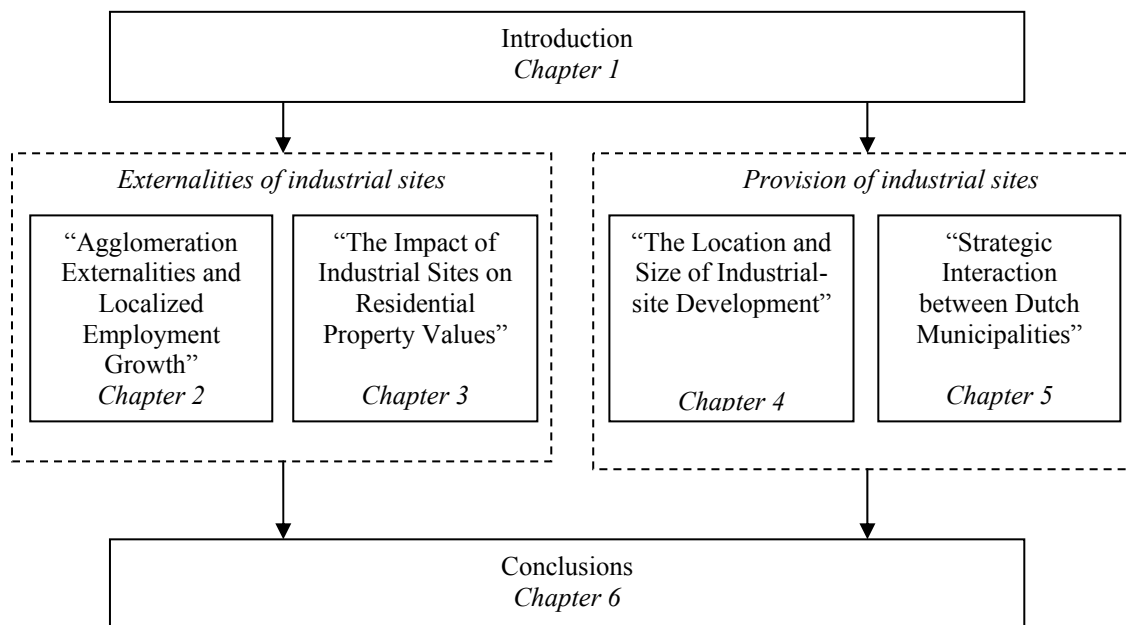 Introduction
Chapter 1
Externalities of industrial sites
“Agglomeration
Externalities and
Localized
Employment
Growth”
Chapter 2
“The Impact of
Industrial Sites on
Residential
Property Values”
Chapter 3
Provision of industrial sites
“The Location and
Size of Industrial-
site Development”
Chapter 4
“Strategic
Interaction
between Dutch
Municipalities”
Chapter 5
Conclusions
Chapter 6